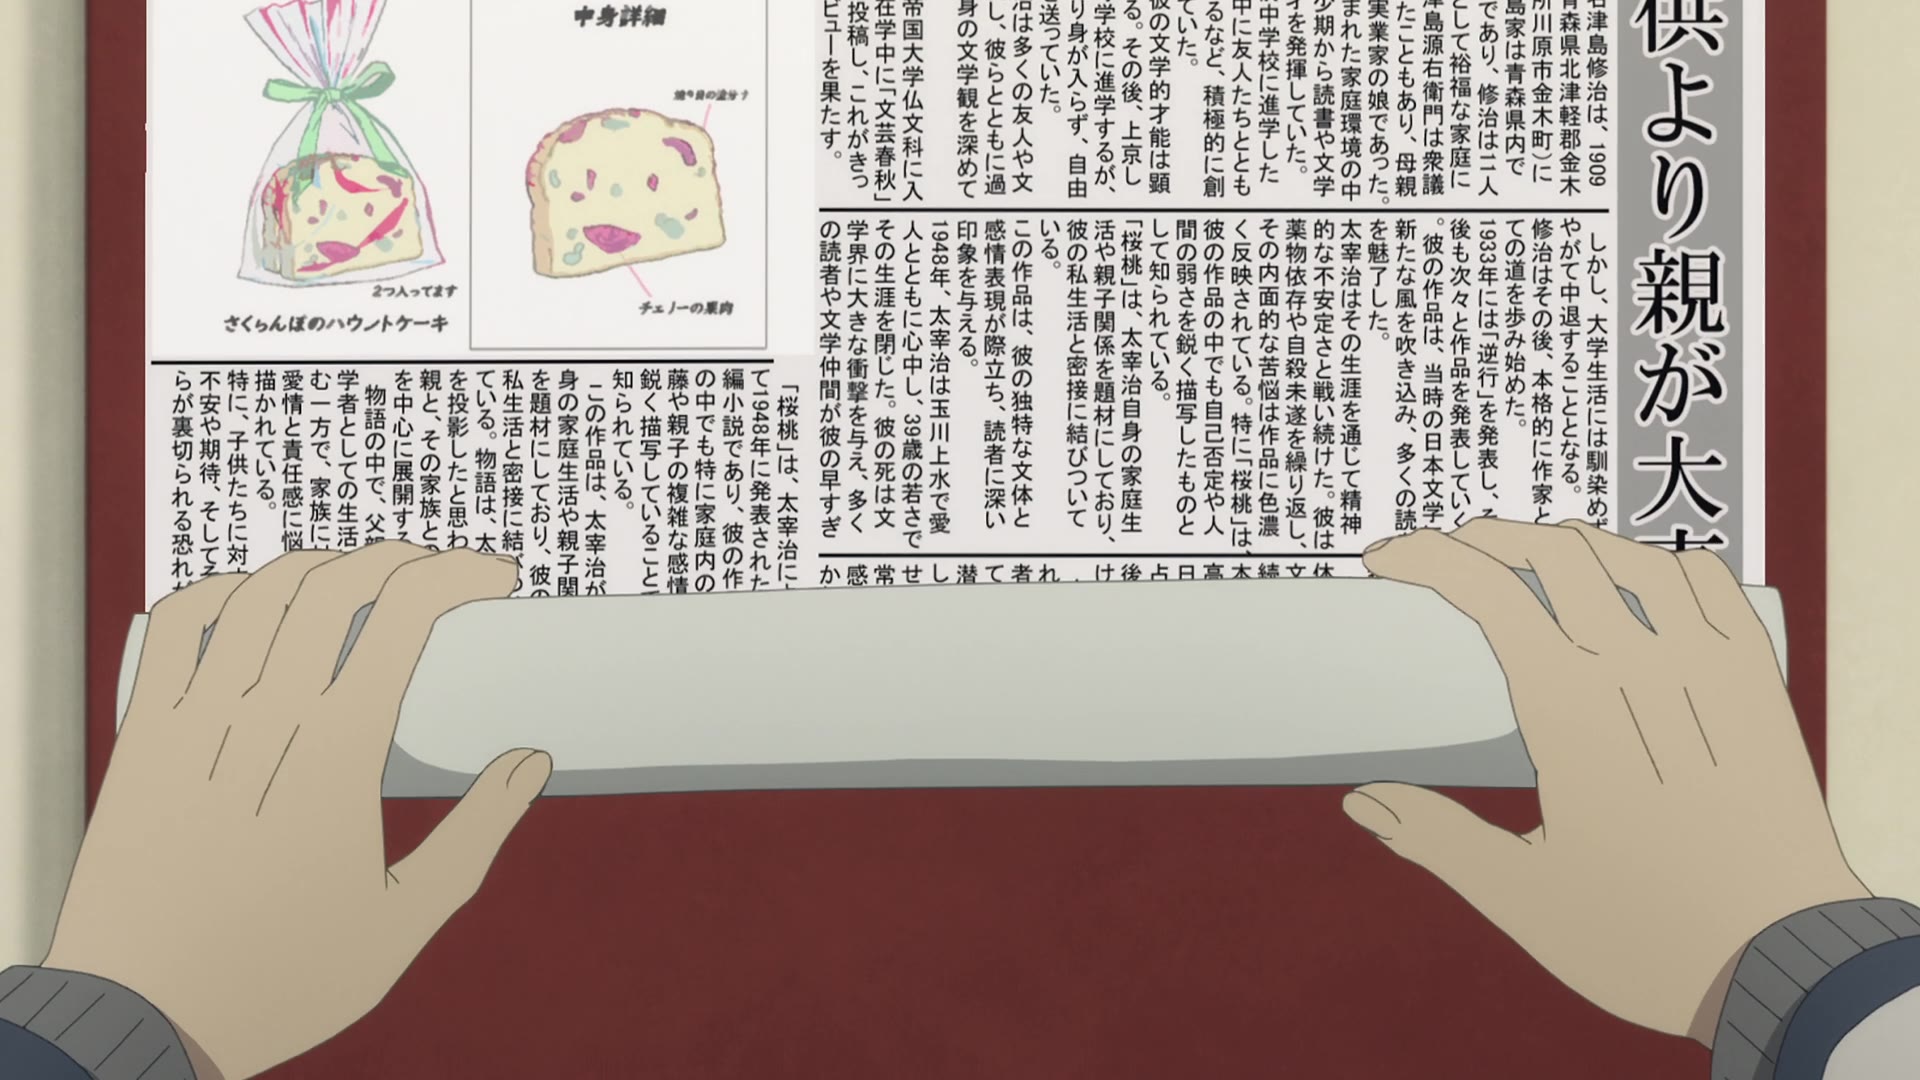 供より親が大
名津島修治は、1909
青森県北津軽郡金木
所川原市金木町）に
島家は青森県内で
であり、修治は11人
として裕福な家庭に
津島源右衛門は衆議
たこともあり、母親
実業家の娘であった。
まれた家庭環境の中
少期から読書や文学
才を発揮していた。
中学校に進学した
中に友人たちととも
るなど、積極的に創
ていた。
彼の文学的才能は顕
る。その後、上京し
学校に進学するが、
り身が入らず、自由
送っていた。
治は多くの友人や文
し、彼らとともに過
身の文学観を深めて
帝国大学仏文科に入
在学中に「文芸春秋」
投稿し、これがきっ
ビューを果たす。
しかし、大学生活には馴染めず
やがて中退することとなる。
修治はその後、本格的に作家と
ての道を歩み始めた。
1933年には「逆行」を発表し、そ
後も次々と作品を発表していく
。彼の作品は、当時の日本文学に
新たな風を吹き込み、多くの読
を魅了した。
太宰治はその生涯を通じて精神
的な不安定さと戦い続けた。彼は
薬物依存や自殺未遂を繰り返し、
その内面的な苦悩は作品に色濃
く反映されている。特に「桜桃」は、
彼の作品の中でも自己否定や人
間の弱さを鋭く描写したものと
して知られている。
「桜桃」は、太宰治自身の家庭生
活や親子関係を題材にしており、
彼の私生活と密接に結びついて
いる。
この作品は、彼の独特な文体と
感情表現が際立ち、読者に深い
印象を与える。
1948年、太宰治は玉川上水で愛
人とともに心中し、39歳の若さで
その生涯を閉じた。彼の死は文
学界に大きな衝撃を与え、多く
の読者や文学仲間が彼の早すぎ
中身詳細
チェリーの果肉
2つ入ってます
さくらんぼのパウンドケーキ
「桜桃」は、太宰治に
て1948年に発表された
編小説であり、彼の作
の中でも特に家庭内の
藤や親子の複雑な感情
鋭く描写していることで
知られている。
この作品は、太宰治が
身の家庭生活や親子関
を題材にしており、彼の
私生活と密接に結び
ている。物語は、太
を投影したと思わ
親と、その家族との
を中心に展開する
物語の中で、父親
学者としての生活
む一方で、家族に
愛情と責任感に悩
描かれている。
特に、子供たちに対
不安や期待、そしてそ
らが裏切られる恐れが